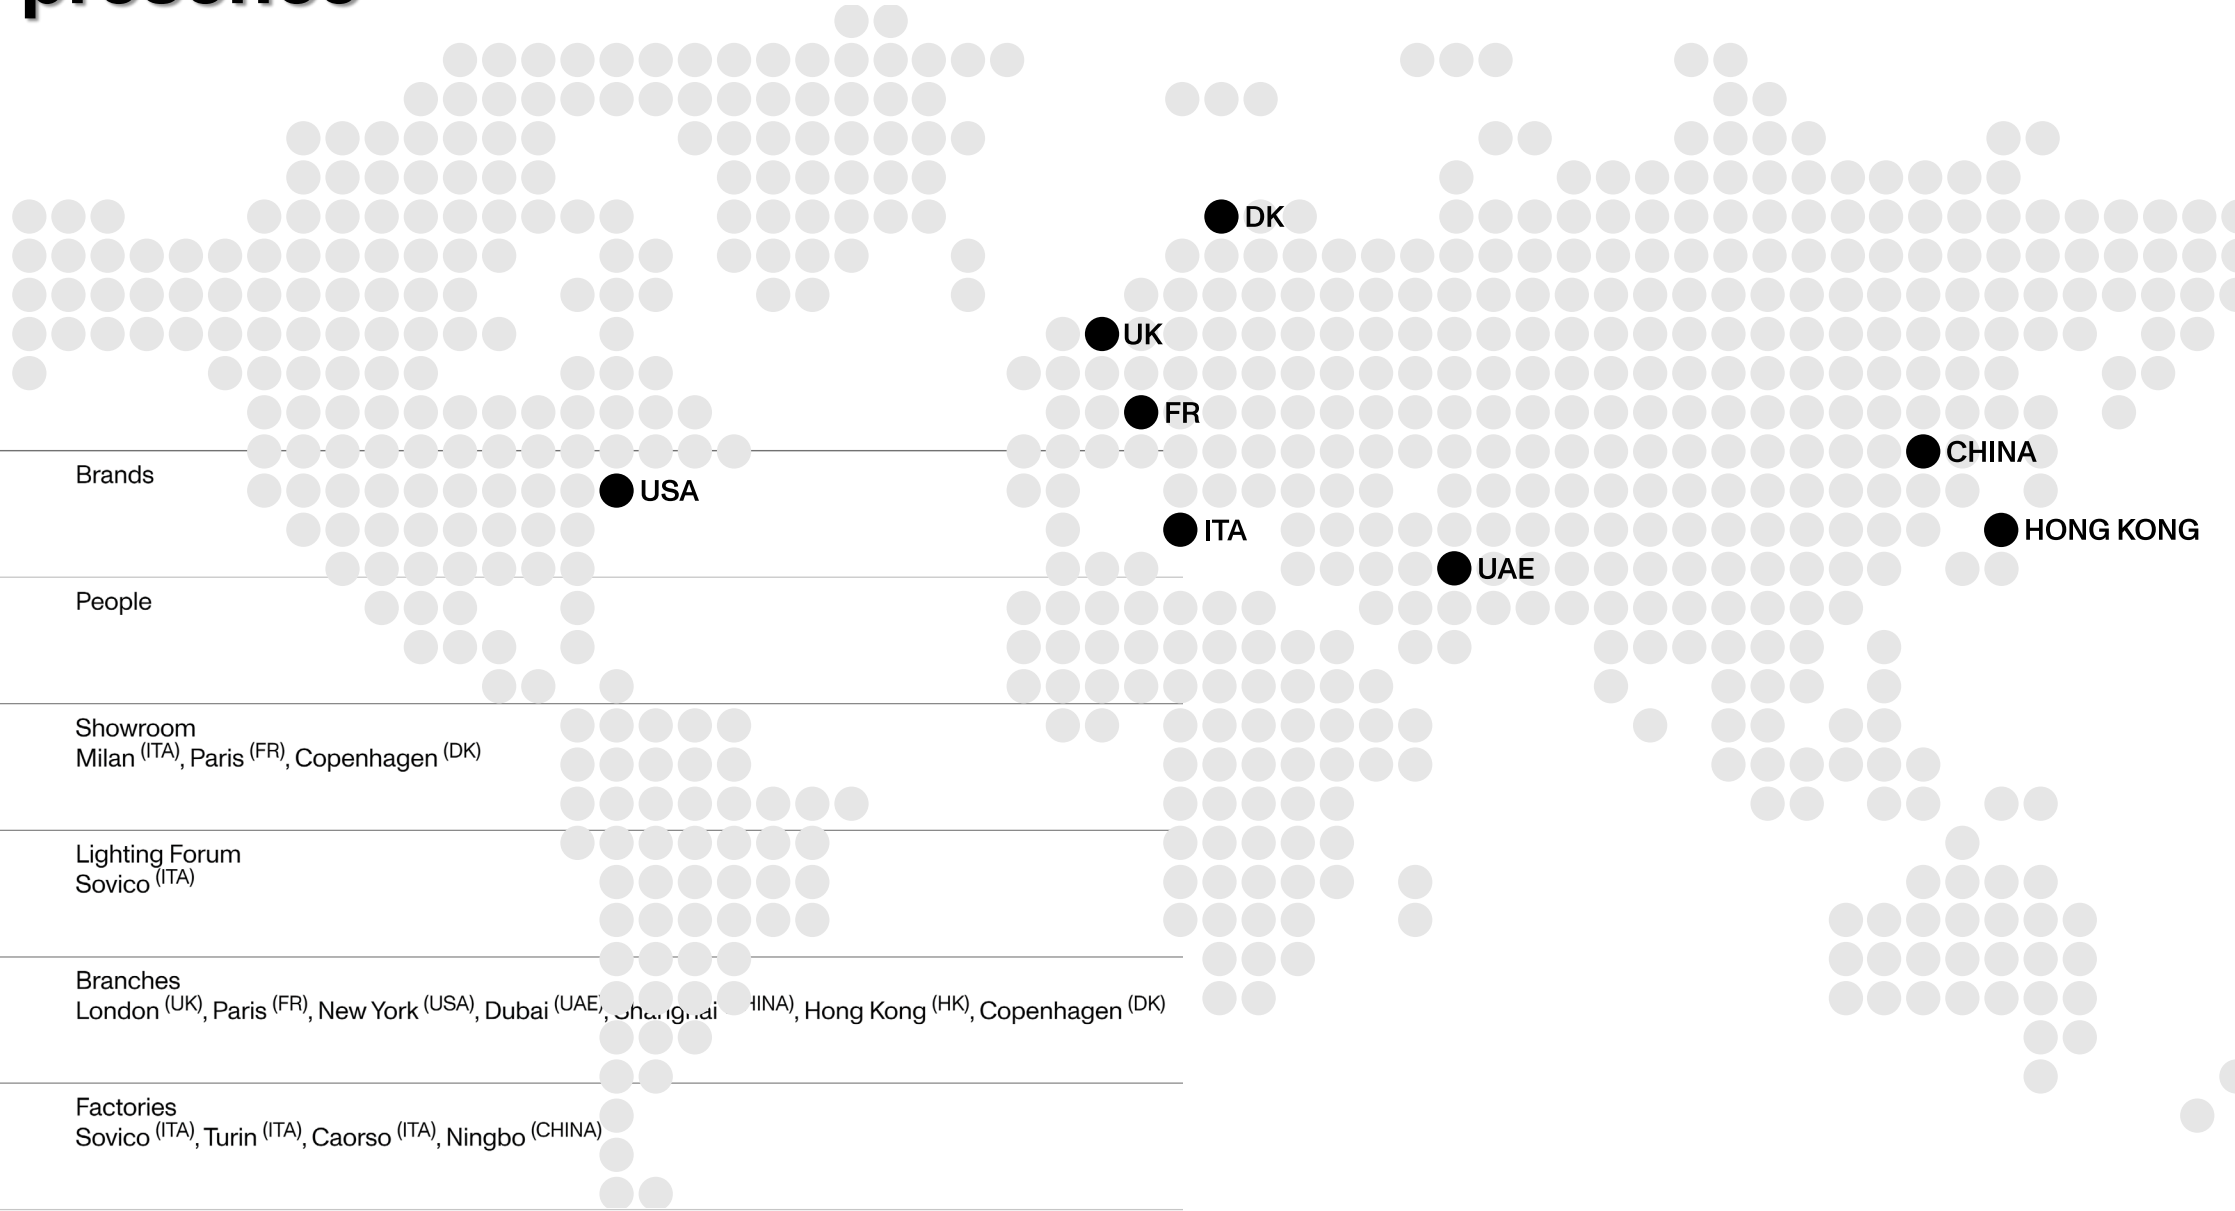 presence
DK
UK
FR
CHINA
Brands
USA
ITA
HONG KONG
UAE
People
Showroom
Milan (ITA), Paris (FR), Copenhagen (DK)
Lighting Forum
Sovico (ITA)
Branches
London (UK), Paris (FR), New York (USA), Dubai (UAE), Shanghai (CHINA), Hong Kong (HK), Copenhagen (DK)
Factories
Sovico (ITA), Turin (ITA), Caorso (ITA), Ningbo (CHINA)